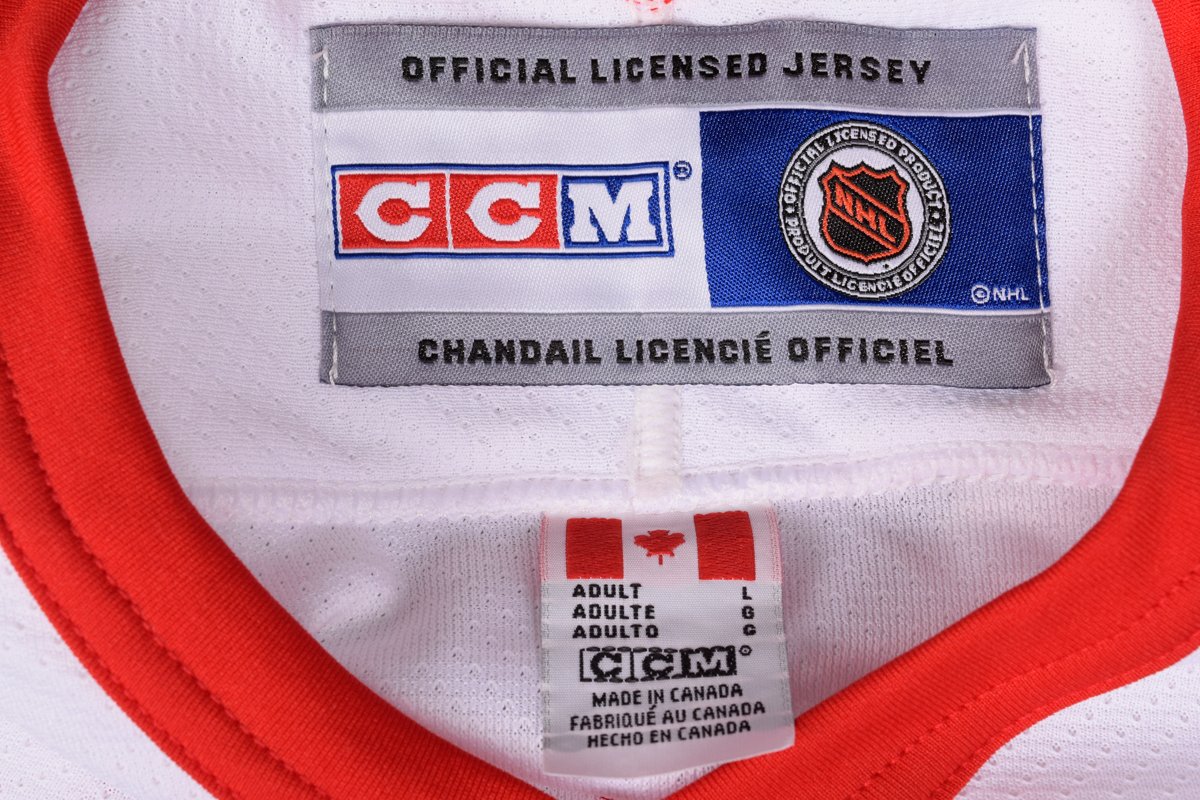 OFFICIAL LICENSED JERSEY
CCM®
OFFICIAL LICENSED PRODUCT
NHL
PRODUIT LICENCIÉ OFFICIEL
©NHL
CHANDAIL LICENCIÉ OFFICIEL
ADULT L
ADULTE G
ADULTO G
CCM®
MADE IN CANADA
FABRIQUÉ AU CANADA
HECHO EN CANADA